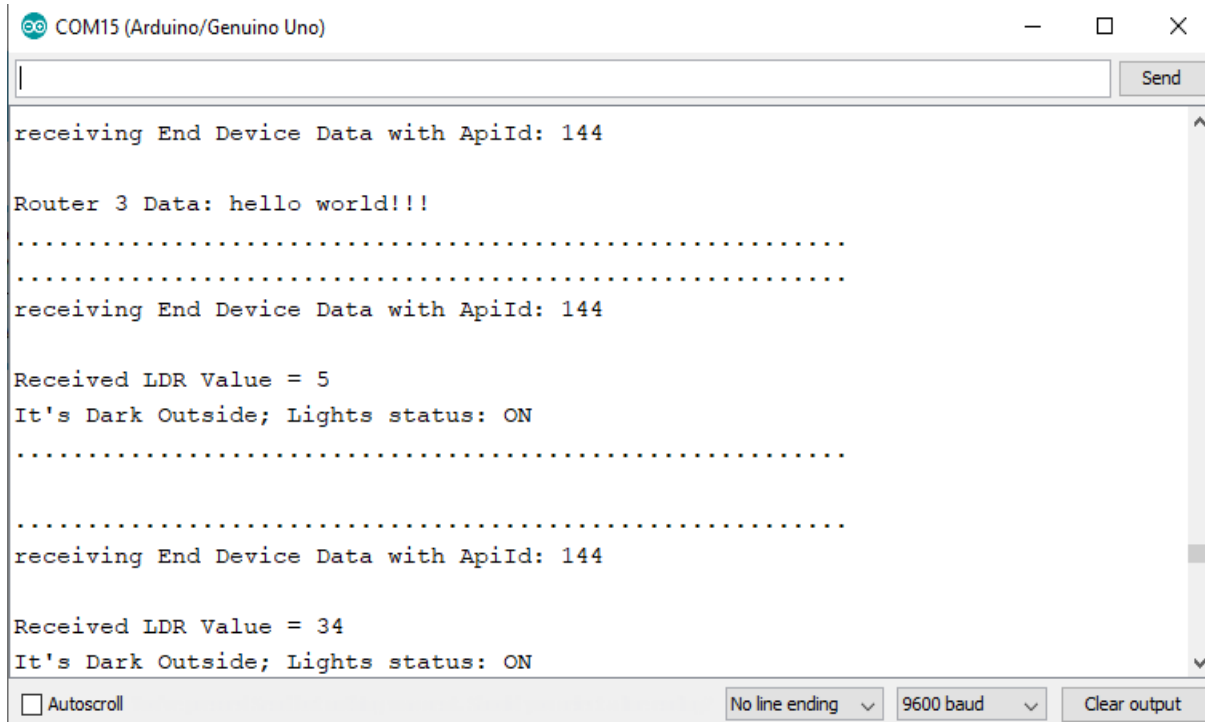 COM15 (Arduino/Genuino Uno)
Send
receiving End Device Data with ApiId: 144
Router 3 Data: hello world!!!
..........................................................
..........................................................
receiving End Device Data with ApiId: 144
Received LDR Value = 5
It's Dark Outside; Lights status: ON
..........................................................
..........................................................
receiving End Device Data with ApiId: 144
Received LDR Value = 34
It's Dark Outside; Lights status: ON
Autoscroll No line ending 9600 baud Clear output